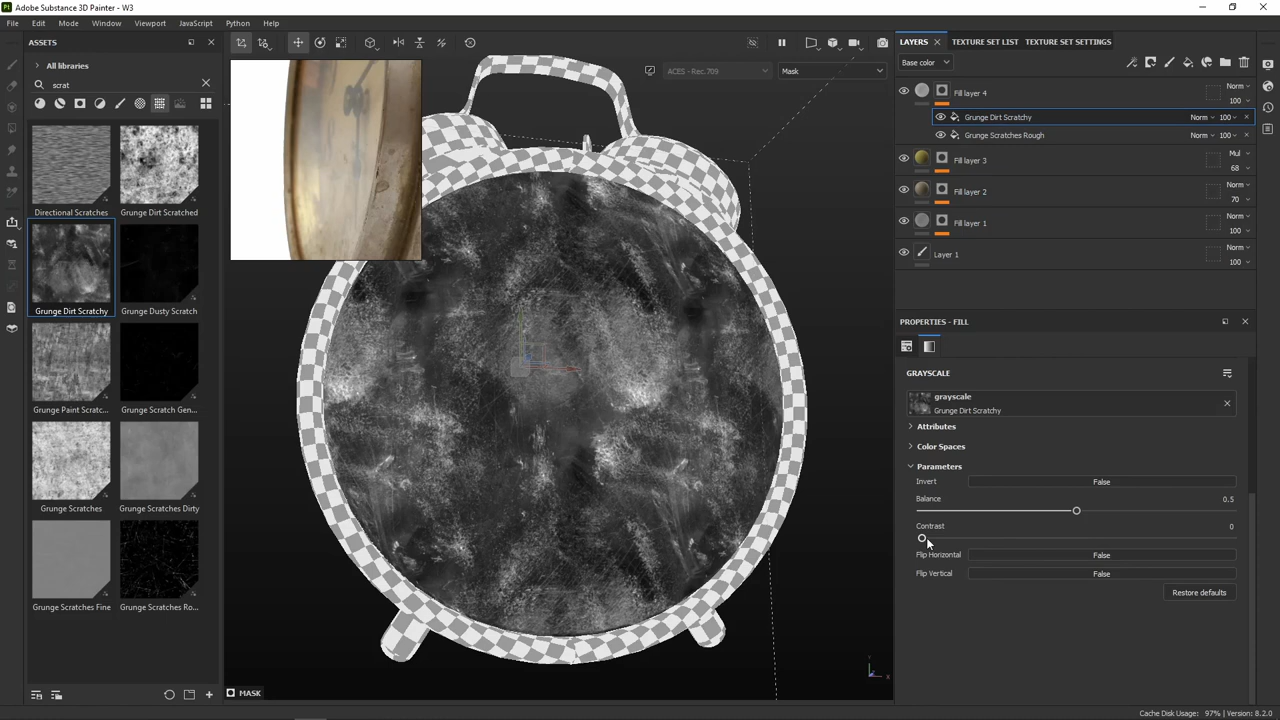 Adobe Substance 3D Painter - W3
File Edit Mode Window Viewport JavaScript Python Help
ASSETS
All libraries
scrat
Directional Scratches
Grunge Dirt Scratched
Grunge Dirt Scratchy
Grunge Dusty Scratch
Grunge Paint Scratc...
Grunge Scratch Gen...
Grunge Scratches
Grunge Scratches Dirty
Grunge Scratches Fine
Grunge Scratches Ro...
ACES - Rec.709
Mask
MASK
LAYERS
TEXTURE SET LIST
TEXTURE SET SETTINGS
Base color
Fill layer 4
Norm
100
Grunge Dirt Scratchy
Norm 100
Grunge Scratches Rough
Norm 100
Fill layer 3
Mul
68
Fill layer 2
Norm
70
Fill layer 1
Norm
100
Layer 1
Norm
100
PROPERTIES - FILL
GRAYSCALE
grayscale
Grunge Dirt Scratchy
Attributes
Color Spaces
Parameters
Invert False
Balance 0.5
Contrast 0
Flip Horizontal False
Flip Vertical False
Restore defaults
Cache Disk Usage: 97% | Version: 8.2.0